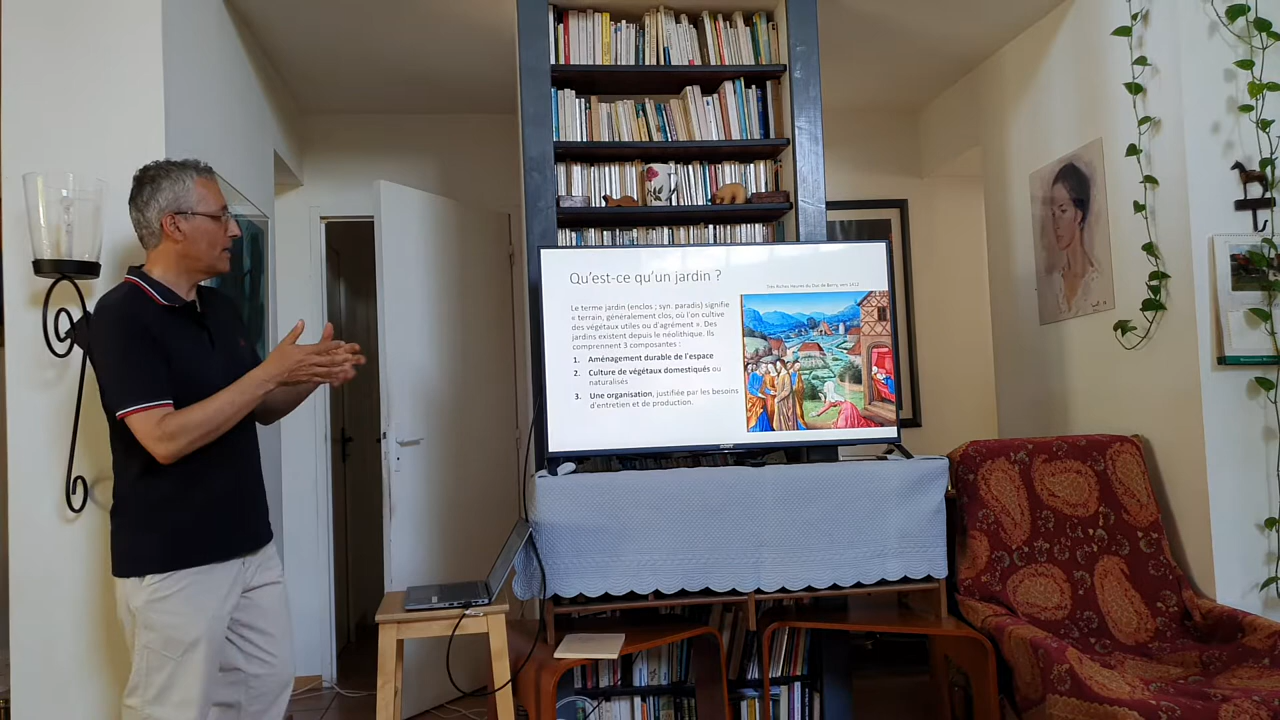 Qu'est-ce qu'un jardin ?
Très Riches Heures du Duc de Berry, vers 1412
Le terme jardin (enclos ; syn. paradis) signifie
« terrain, généralement clos, où l'on cultive
des végétaux utiles ou d'agrément ». Des
jardins existent depuis le néolithique. Ils
comprennent 3 composantes :
1. Aménagement durable de l'espace
2. Culture de végétaux domestiqués ou
naturalisés
3. Une organisation, justifiée par les besoins
d'entretien et de production.